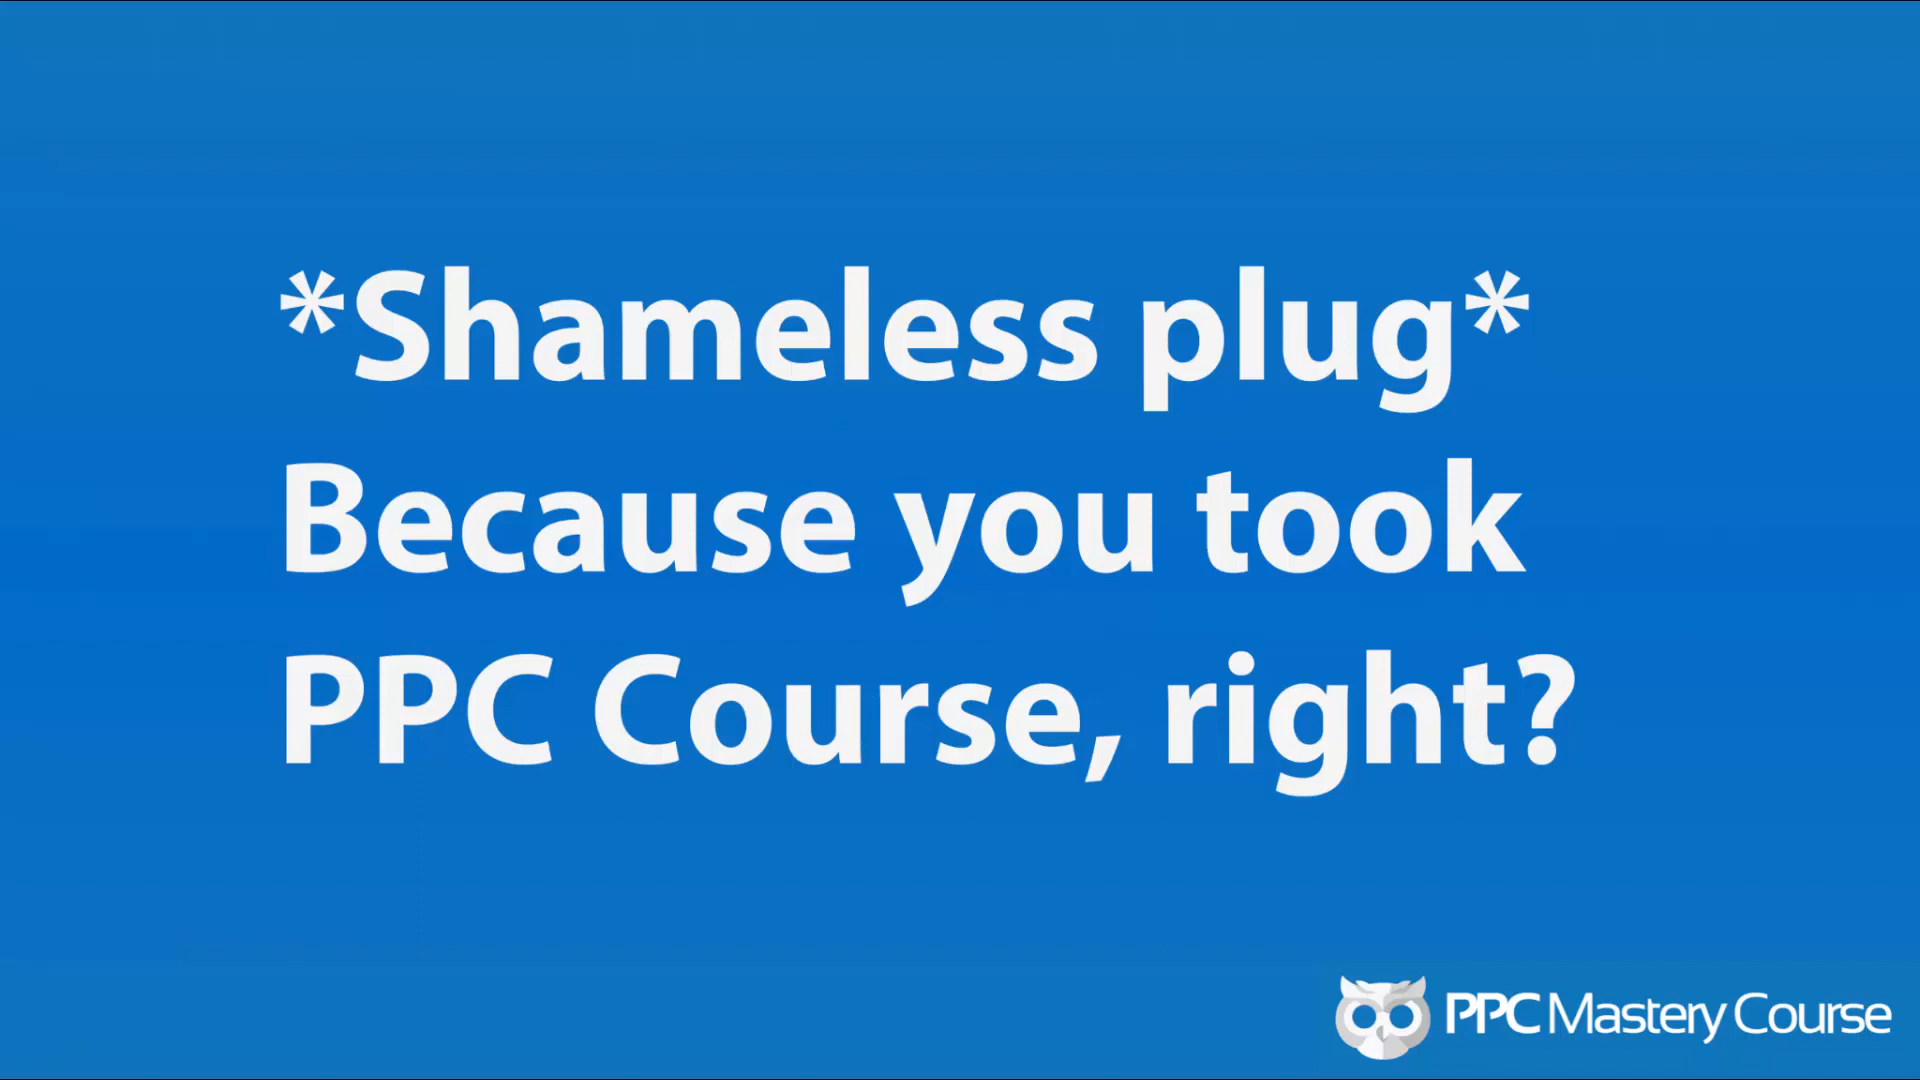 *Shameless plug*
Because you took
PPC Course, right?
PPC Mastery Course